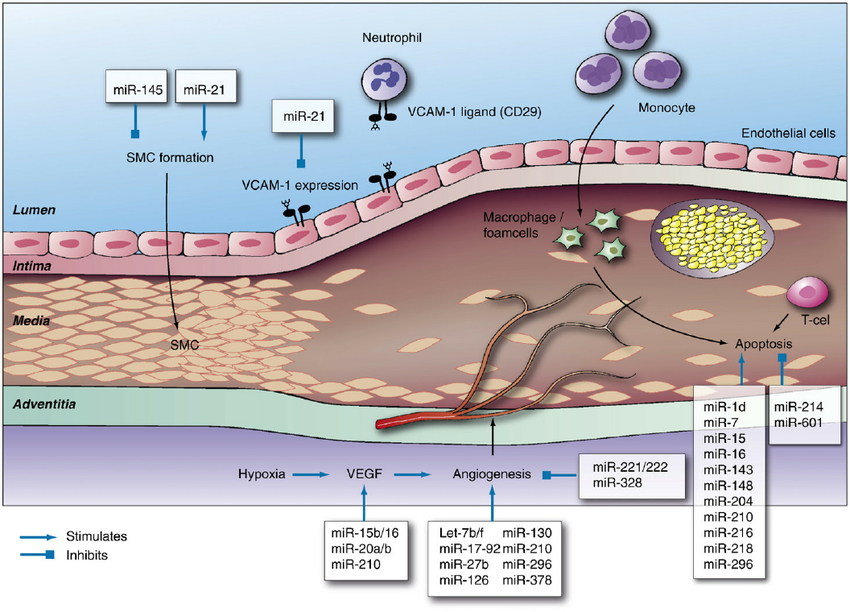 Neutrophil
miR-145
miR-21
miR-21
VCAM-1 ligand (CD29)
Monocyte
Endothelial cells
SMC formation
VCAM-1 expression
Lumen
Macrophage /
foamcells
Intima
Media
T-cel
SMC
Apoptosis
Adventitia
miR-1d
miR-7
miR-15
miR-16
miR-143
miR-148
miR-204
miR-210
miR-216
miR-218
miR-296
miR-214
miR-601
Hypoxia
VEGF
Angiogenesis
miR-221/222
miR-328
miR-15b/16
miR-20a/b
miR-210
Let-7b/f miR-130
miR-17-92 miR-210
miR-27b miR-296
miR-126 miR-378
Stimulates
Inhibits